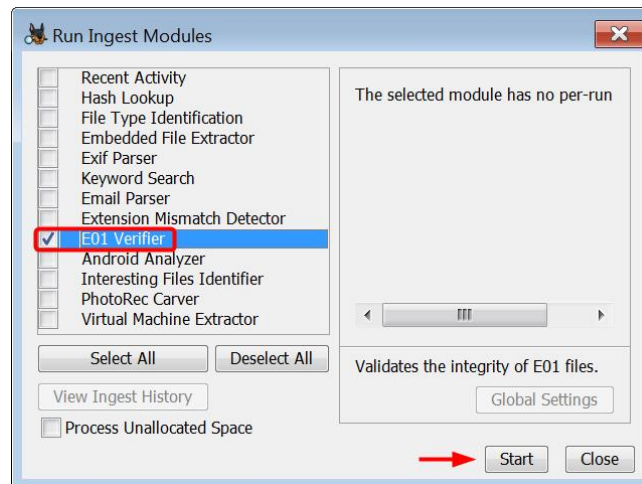 Run Ingest Modules
Recent Activity
Hash Lookup
File Type Identification
Embedded File Extractor
Exif Parser
Keyword Search
Email Parser
Extension Mismatch Detector
E01 Verifier
Android Analyzer
Interesting Files Identifier
PhotoRec Carver
Virtual Machine Extractor
Select All
Deselect All
View Ingest History
Process Unallocated Space
The selected module has no per-run
Validates the integrity of E01 files.
Global Settings
Start
Close